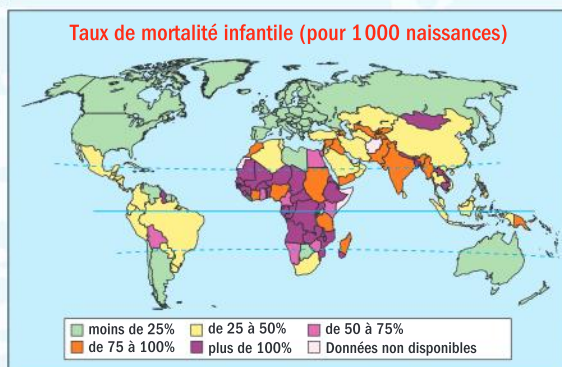 Taux de mortalité infantile (pour 1 000 naissances)
moins de 25% de 25 à 50% de 50 à 75%
de 75 à 100% plus de 100% Données non disponibles